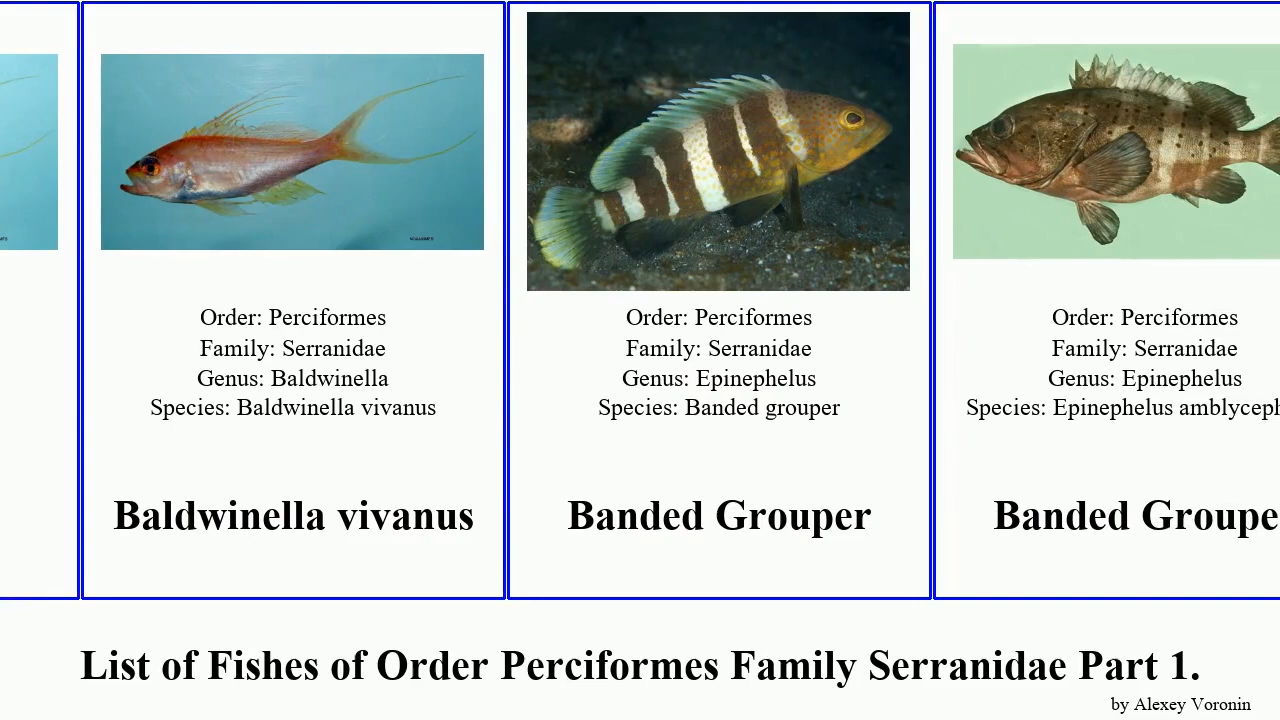 Order: Perciformes
Family: Serranidae
Genus: Baldwinella
Species: Baldwinella vivanus
Baldwinella vivanus
Order: Perciformes
Family: Serranidae
Genus: Epinephelus
Species: Banded grouper
Banded Grouper
Order: Perciformes
Family: Serranidae
Genus: Epinephelus
Species: Epinephelus amblyceph
Banded Groupe
List of Fishes of Order Perciformes Family Serranidae Part 1.
by Alexey Voronin